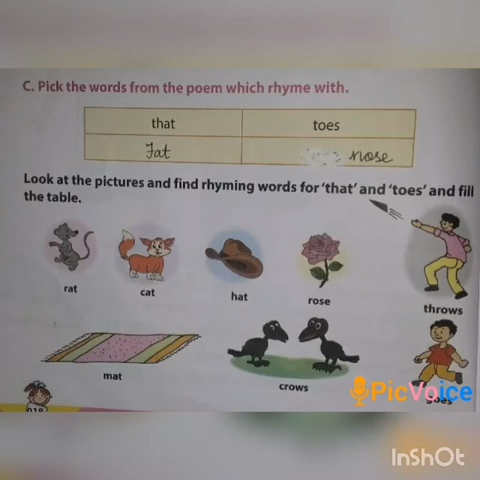 C. Pick the words from the poem which rhyme with.
that toes
Fat nose
Look at the pictures and find rhyming words for 'that' and 'toes' and fill
the table.
rat cat hat rose throws
mat crows goes
018
PicVoice
InShOt